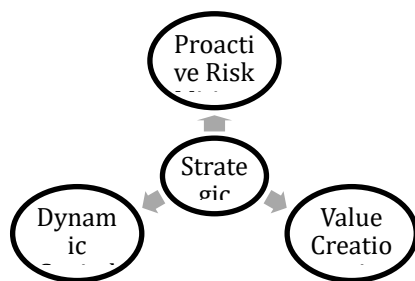 Proacti
ve Risk
Strate
gic
Dynam
ic
Value
Creatio